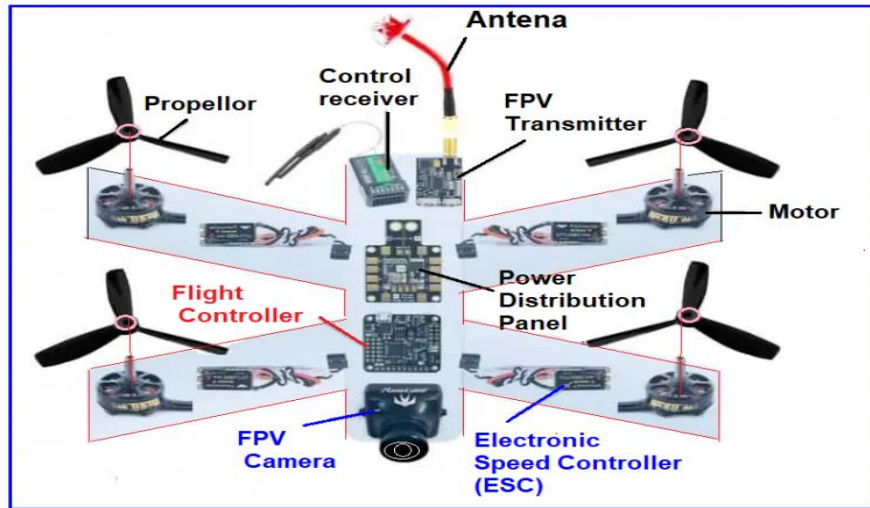 Antena
Control
receiver
FPV
Transmitter
Propellor
Motor
Power
Distribution
Panel
Flight
Controller
FPV
Camera
Electronic
Speed Controller
(ESC)